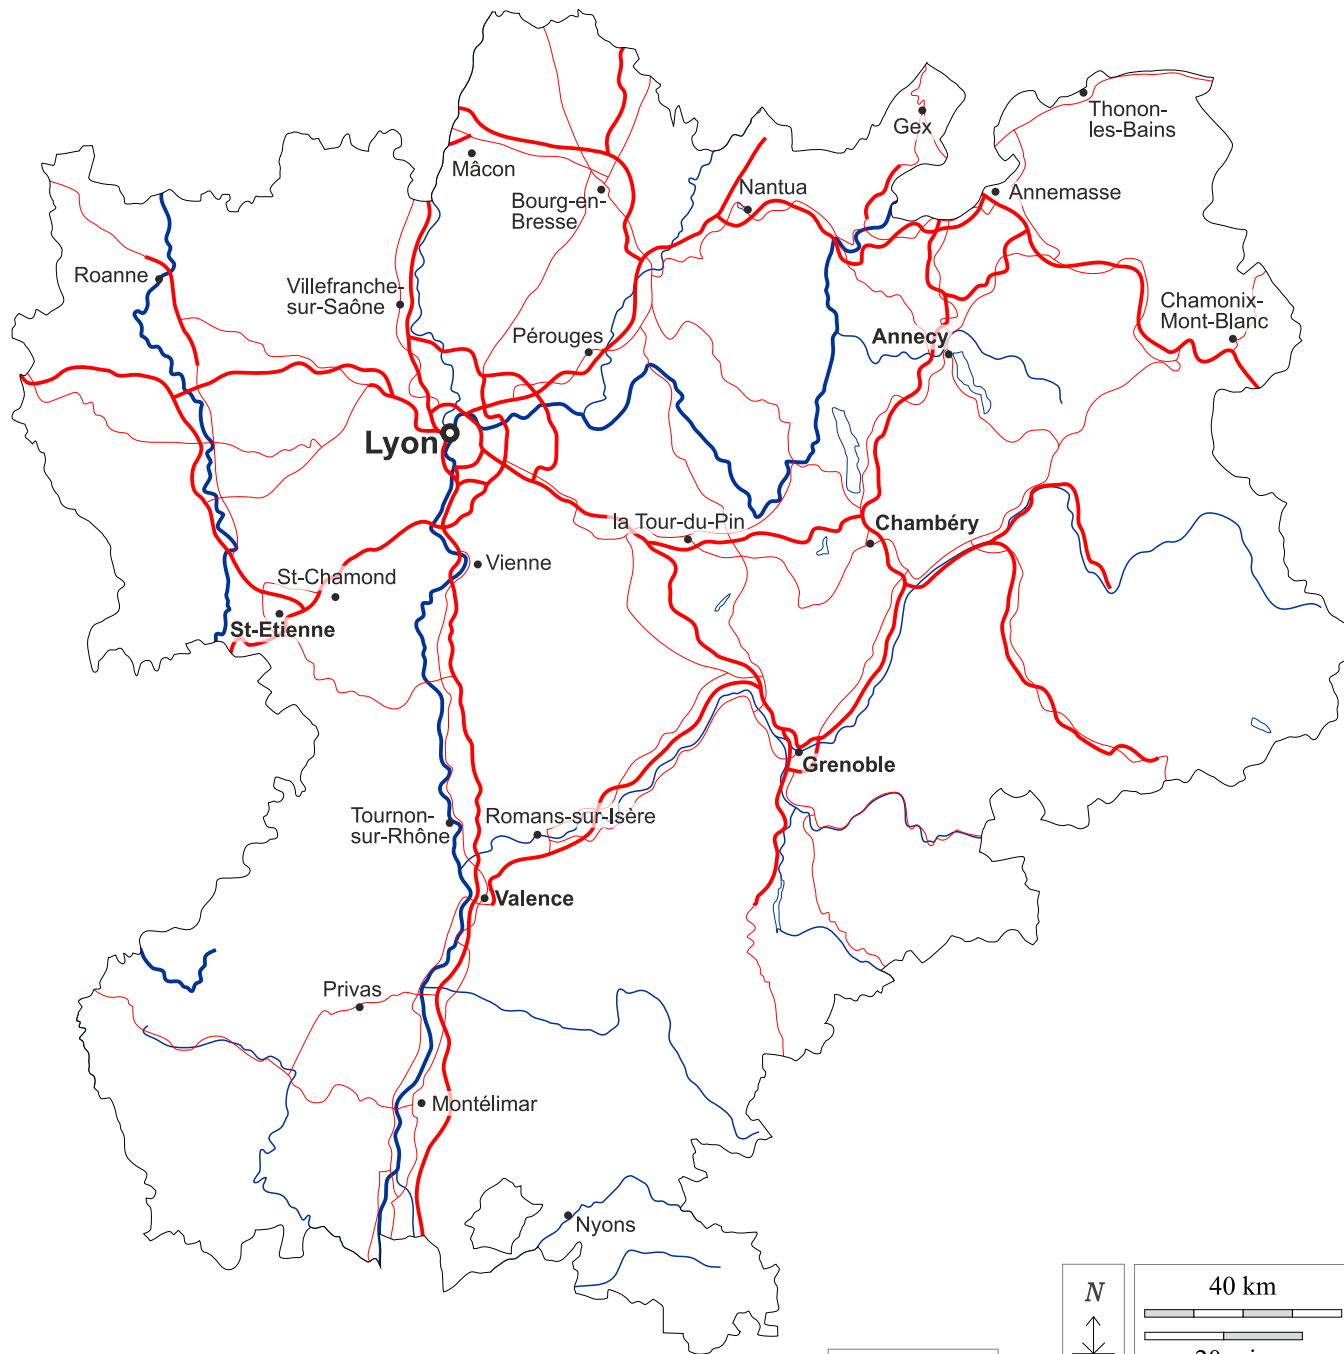 Thonon-
les-Bains
Gex
Mâcon
Nantua
Annemasse
Bourg-en-
Bresse
Roanne
Villefranche-
sur-Saône
Chamonix-
Mont-Blanc
Pérouges
Annecy
Lyon
la Tour-du-Pin
Chambéry
Vienne
St-Chamond
St-Etienne
Grenoble
Tournon-
sur-Rhône
Romans-sur-Isère
Valence
Privas
Montélimar
Nyons
N
40 km